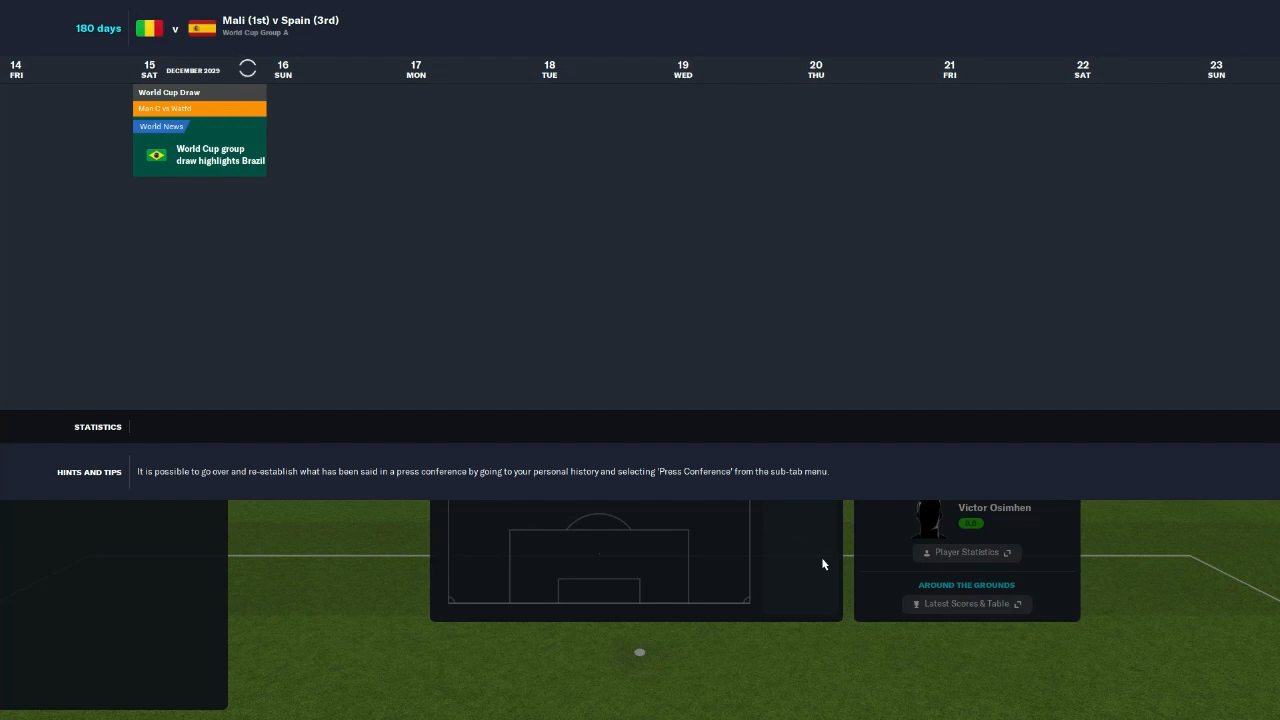 180 days
v
Mali (1st) v Spain (3rd)
World Cup Group A
14
FRI
15
SAT
DECEMBER 2029
16
SUN
17
MON
18
TUE
19
WED
20
THU
21
FRI
22
SAT
23
SUN
World Cup Draw
Man C vs Watfd
World News
World Cup group
draw highlights Brazil
STATISTICS
HINTS AND TIPS
It is possible to go over and re-establish what has been said in a press conference by going to your personal history and selecting 'Press Conference' from the sub-tab menu.
Victor Osimhen
Player Statistics
AROUND THE GROUNDS
Latest Scores & Table